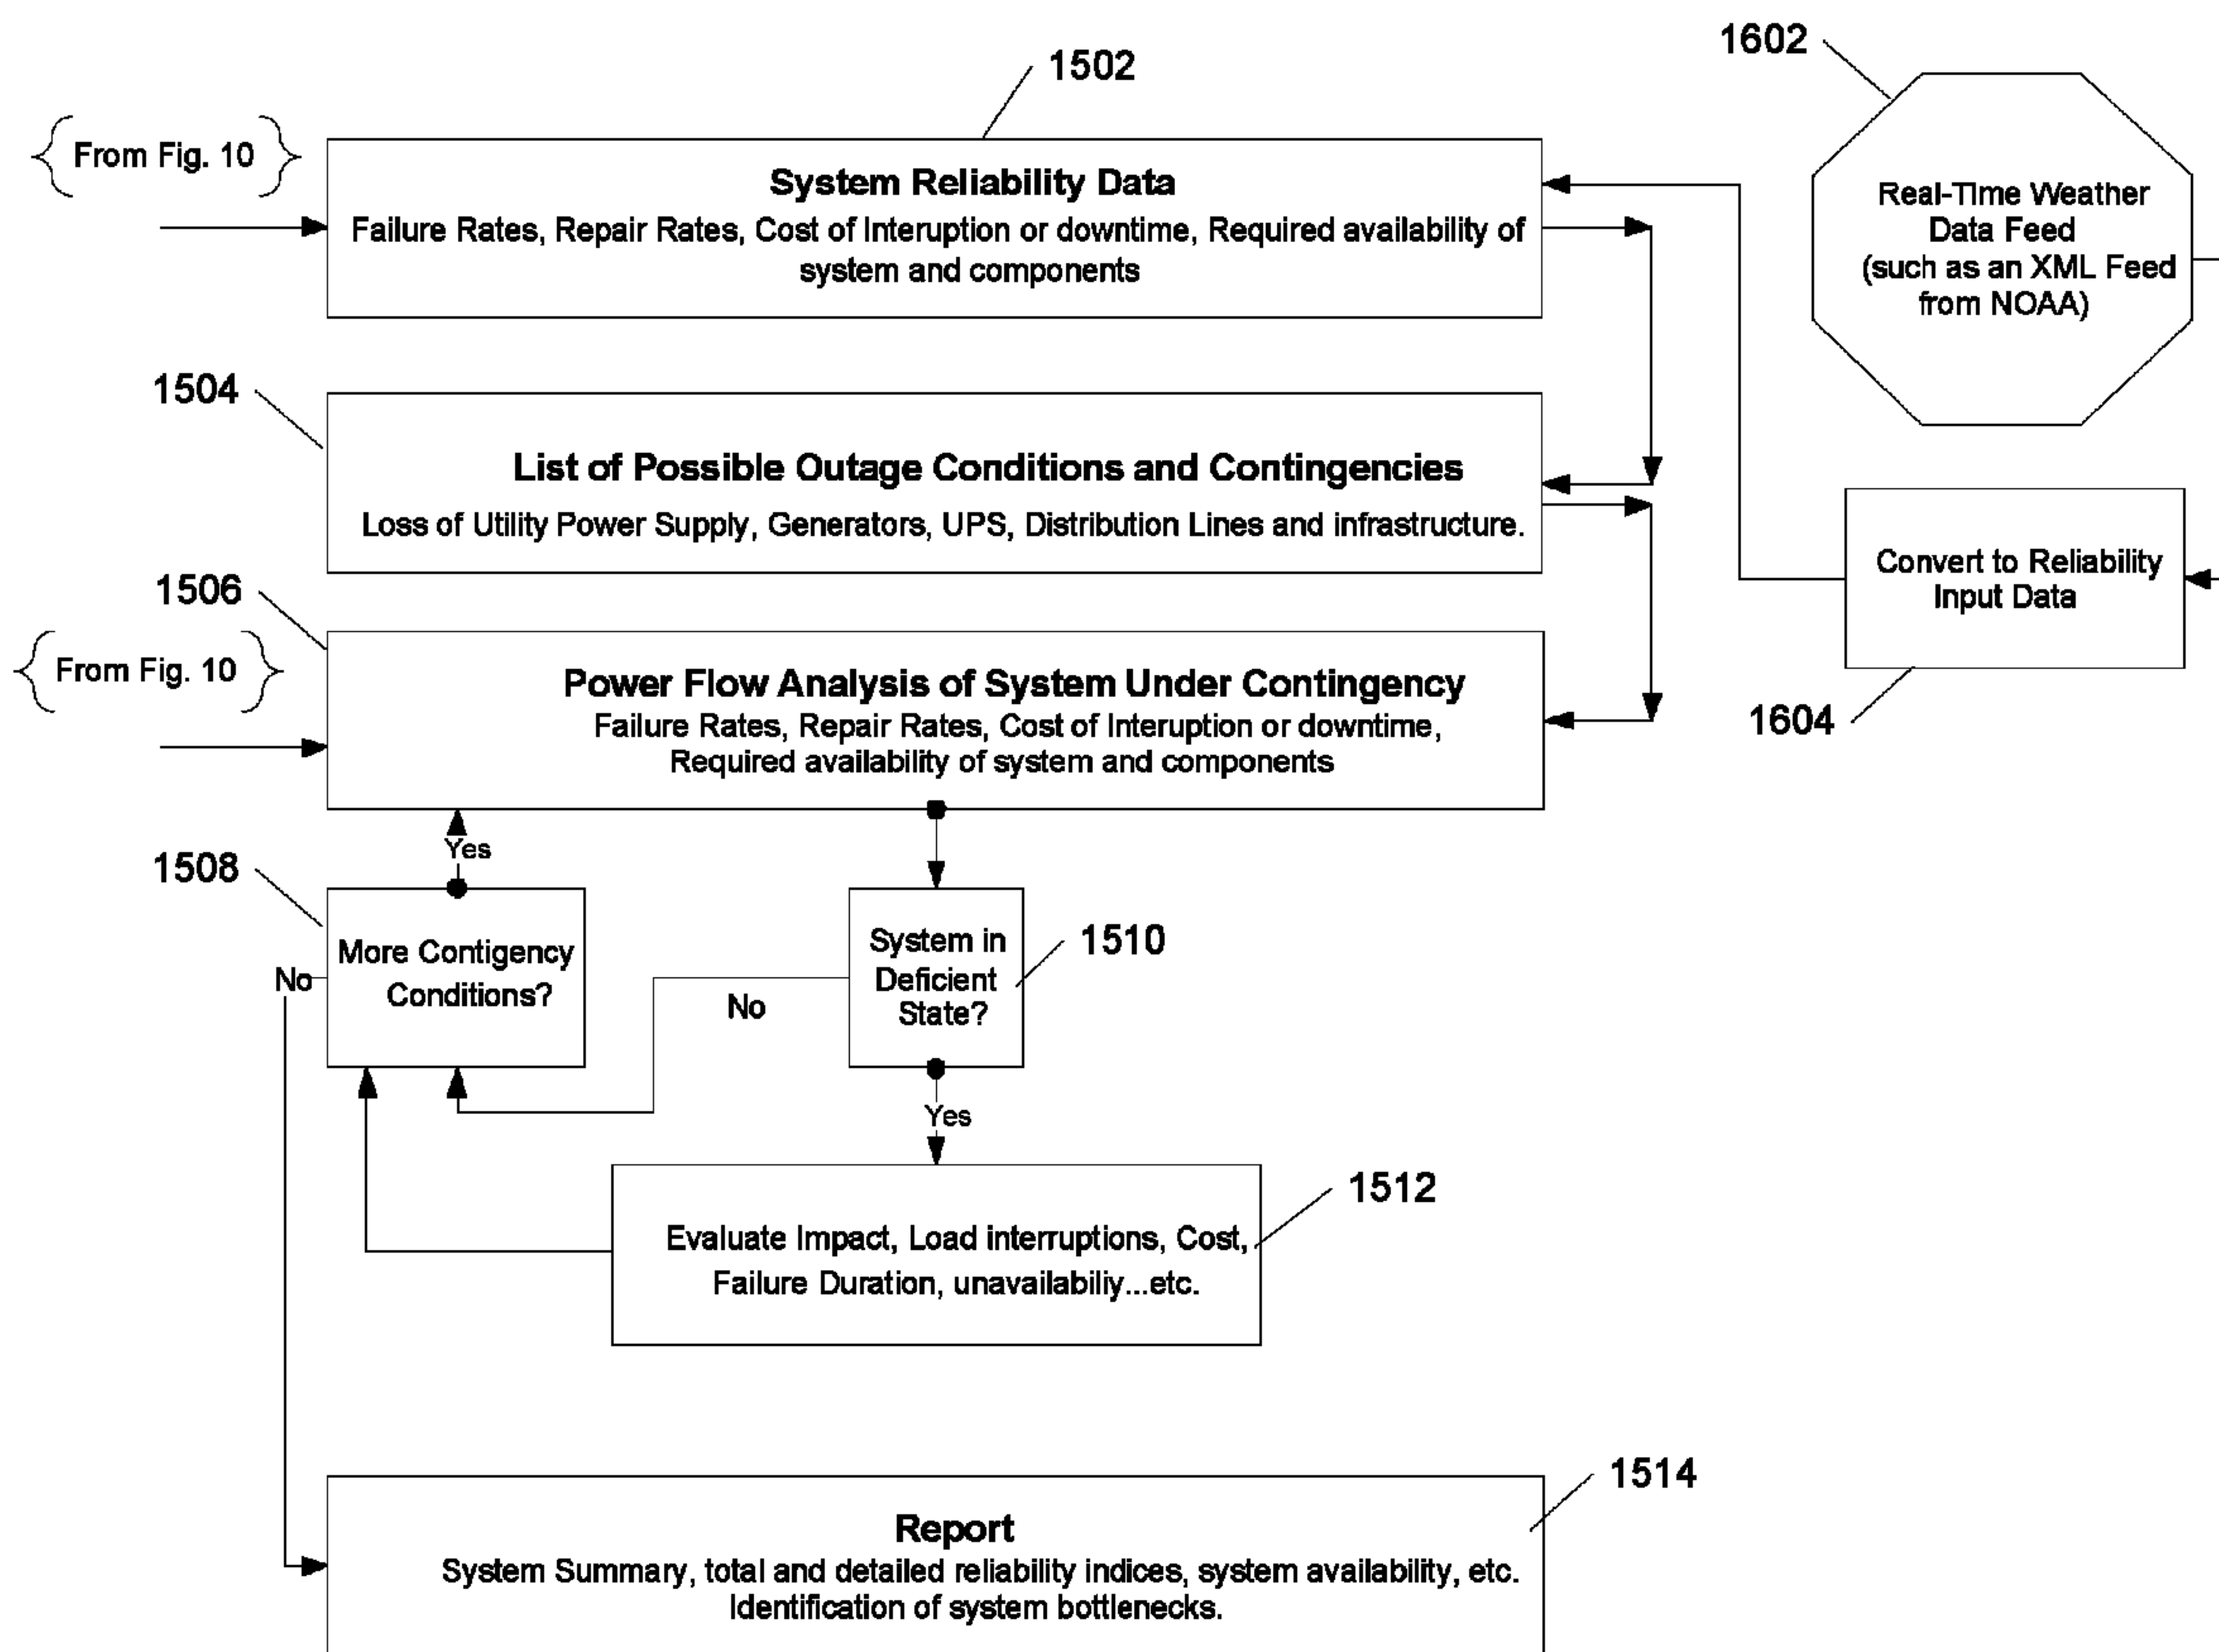 1502
1602
From Fig. 10
System Reliability Data
Failure Rates, Repair Rates, Cost of Interuption or downtime, Required availability of
system and components
Real-TIme Weather
Data Feed
(such as an XML Feed
from NOAA)
1504
List of Possible Outage Conditions and Contingencies
Loss of Utility Power Supply, Generators, UPS, Distribution Lines and infrastructure.
Convert to Reliability
Input Data
1604
1506
From Fig. 10
Power Flow Analysis of System Under Contingency
Failure Rates, Repair Rates, Cost of Interuption or downtime,
Required availability of system and components
Yes
1508
More Contigency
Conditions?
No
System in
Deficient
State?
1510
No
Yes
1512
Evaluate Impact, Load interruptions, Cost,
Failure Duration, unavailabiliy...etc.
1514
Report
System Summary, total and detailed reliability indices, system availability, etc.
Identification of system bottlenecks.